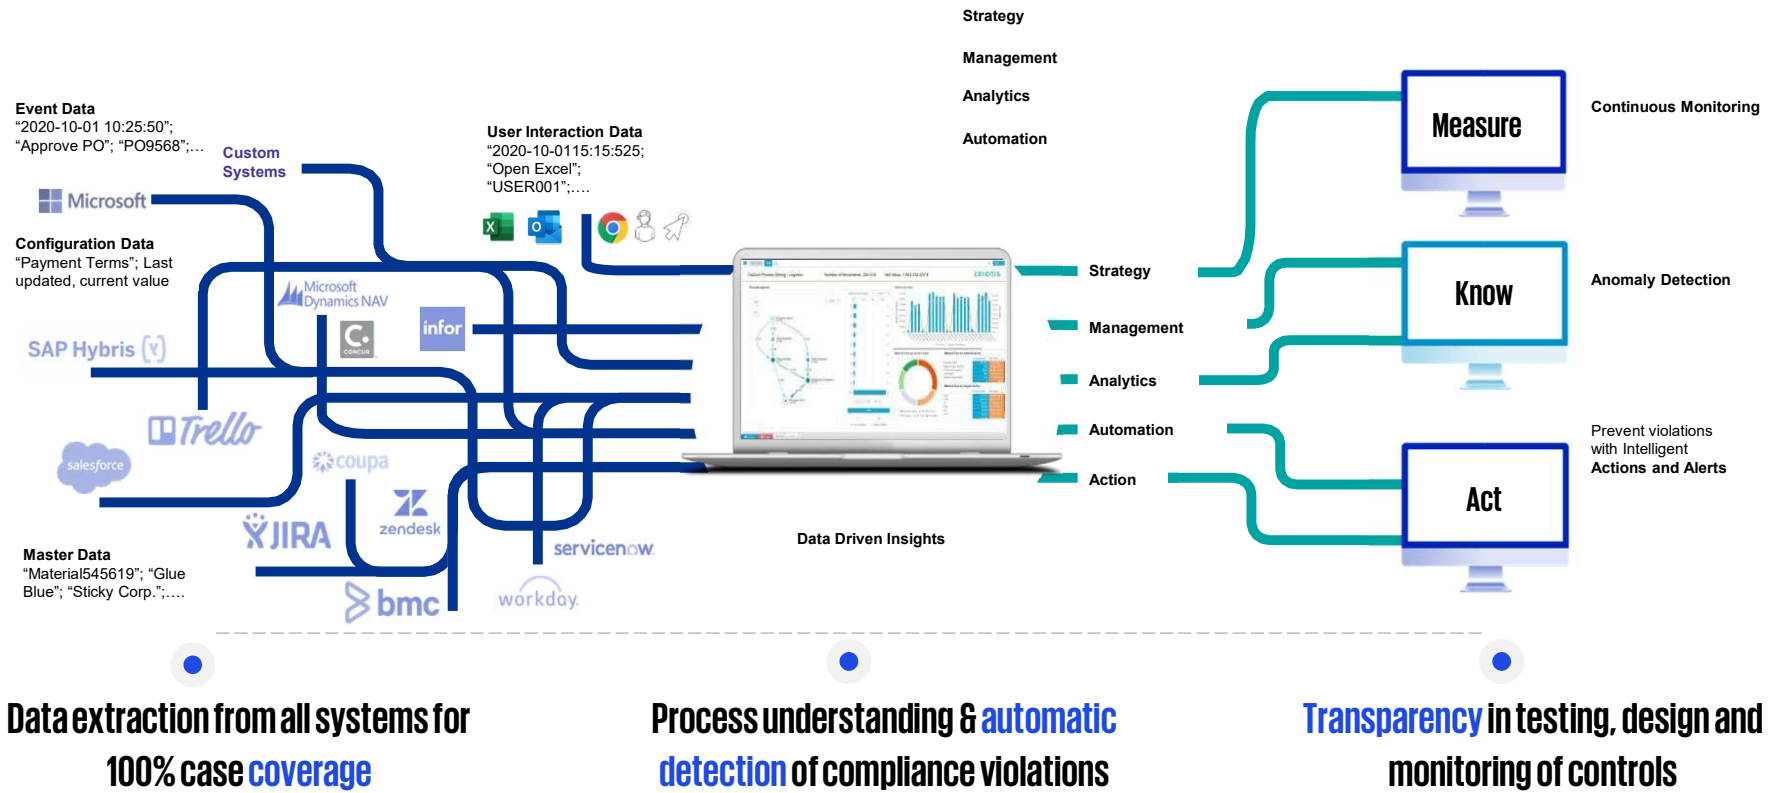 Strategy
Management
Analytics
Automation
Event Data
“2020-10-01 10:25:50”;
“Approve PO”; “PO9568”;…
Custom
Systems
Microsoft
Configuration Data
“Payment Terms”; Last
updated, current value
User Interaction Data
“2020-10-0115:15:525;
“Open Excel”;
“USER001”;….
Microsoft
Dynamics NAV
C.
CONCUR
infor
SAP Hybris (y)
Trello
salesforce
coupa
zendesk
JIRA
servicenow
Master Data
“Material545619”; “Glue
Blue”; “Sticky Corp.”;….
bmc
workday.
Data Driven Insights
Strategy
Management
Analytics
Automation
Action
Measure
Continuous Monitoring
Know
Anomaly Detection
Act
Prevent violations
with Intelligent
Actions and Alerts
Data extraction from all systems for
100% case coverage
Process understanding & automatic
detection of compliance violations
Transparency in testing, design and
monitoring of controls